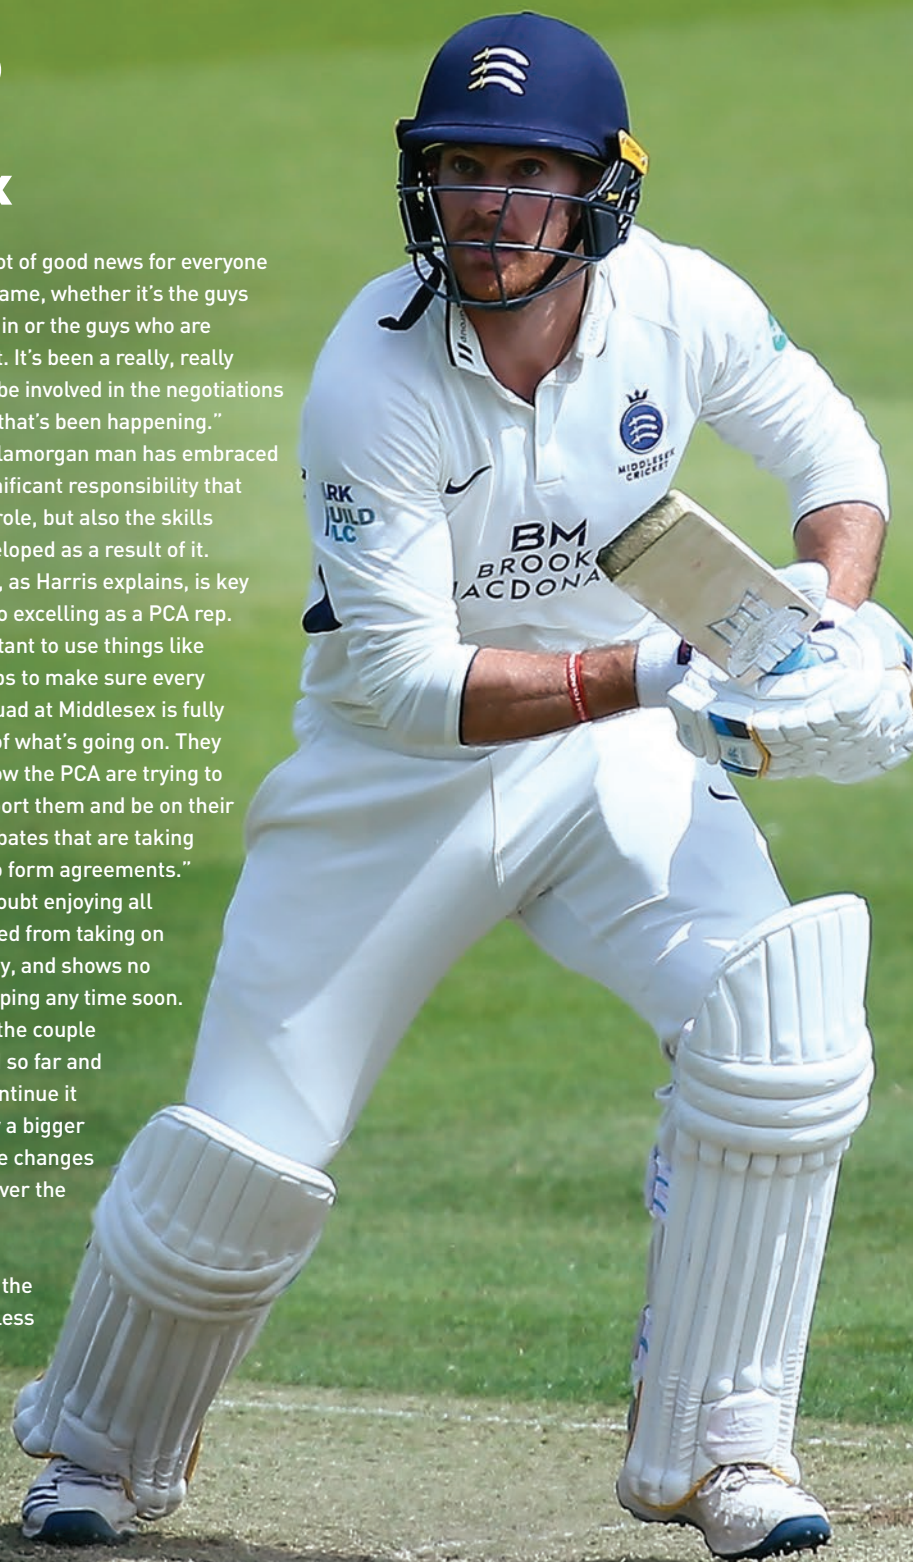 x
ot of good news for everyone
ame, whether it's the guys
in or the guys who are
t. It's been a really, really
be involved in the negotiations
that's been happening.”
lamorgan man has embraced
nificant responsibility that
role, but also the skills
eloped as a result of it.
, as Harris explains, is key
o excelling as a PCA rep.
tant to use things like
ps to make sure every
uad at Middlesex is fully
of what's going on. They
ow the PCA are trying to
ort them and be on their
bates that are taking
o form agreements.”
oubt enjoying all
ed from taking on
y, and shows no
ping any time soon.
the couple
so far and
ntinue it
a bigger
e changes
ver the
the
less
MIDDLESEX
CRICKET
ARK
UILD
LC
BM
BROOK
MACDONA